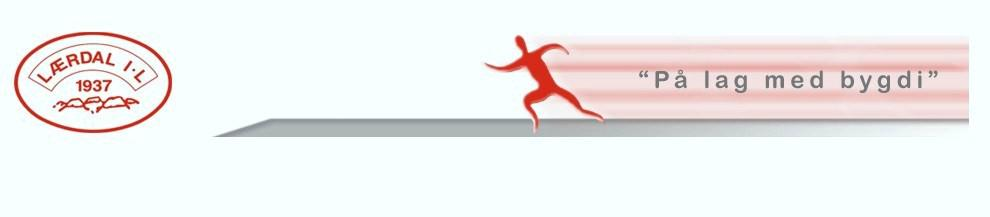 LÆRDAL I·L
1937
“På lag med bygdi”